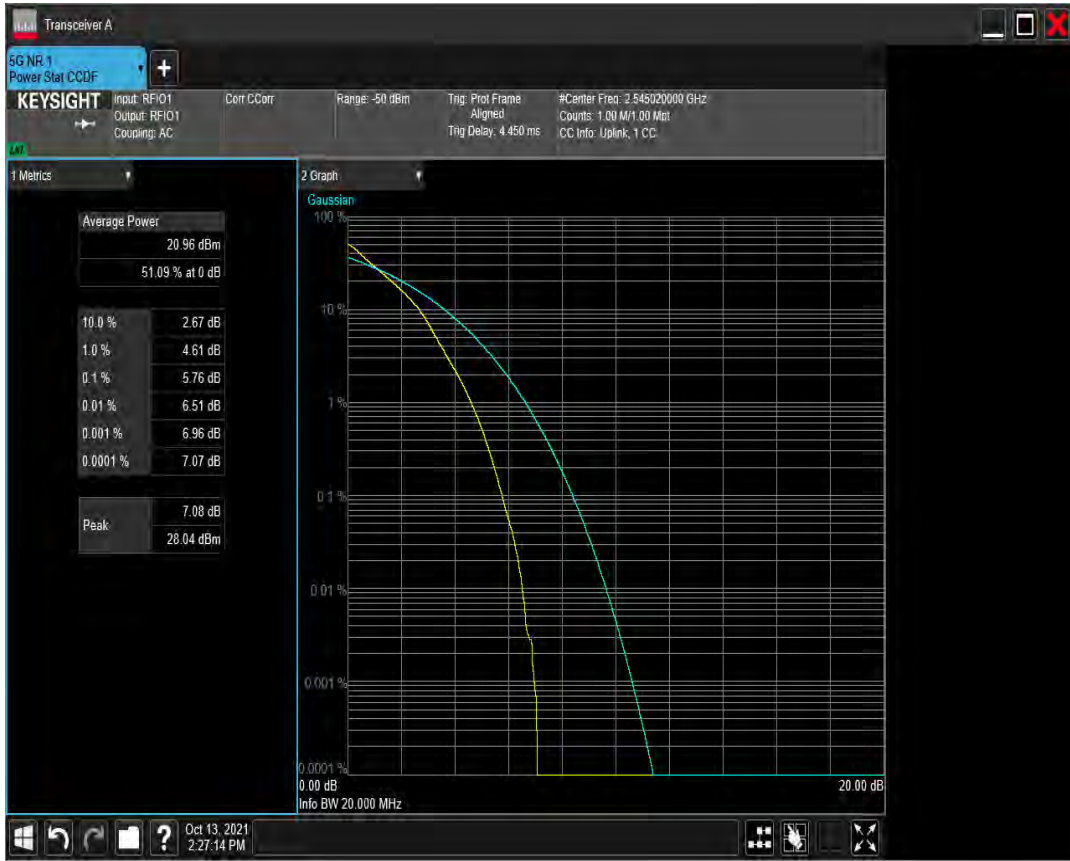 Transceiver A
5G NR 1
Power Stat CCDF
+
KEYSIGHT
Input: RFIO1
Output: RFIO1
Coupling: AC
Corr CCorr
Range: -50 dBm
Trig: Prot Frame
Aligned
Trig Delay: 4.450 ms
#Center Freq: 2.545020000 GHz
Counts: 1.00 M/1.00 Mpt
CC Info: Uplink, 1 CC
1 Metrics
Average Power
20.96 dBm
51.09 % at 0 dB
10.0 % 2.67 dB
1.0 % 4.61 dB
0.1 % 5.76 dB
0.01 % 6.51 dB
0.001 % 6.96 dB
0.0001 % 7.07 dB
Peak
7.08 dB
28.04 dBm
2 Graph
Gaussian
100 %
10 %
1 %
0.1 %
0.01 %
0.001 %
0.0001 %
0.00 dB 20.00 dB
Info BW 20.000 MHz
?
Oct 13, 2021
2:27:14 PM